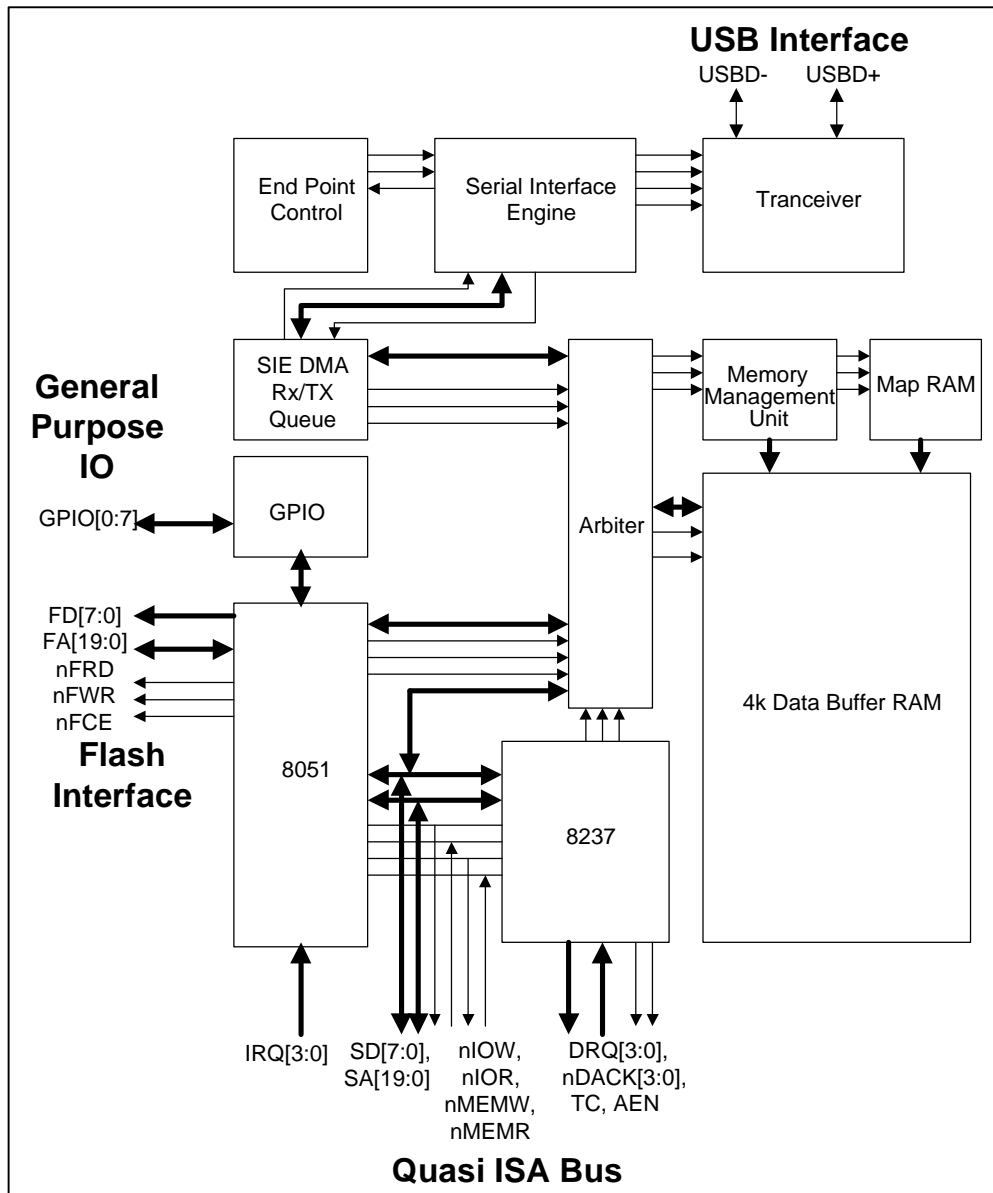 USB Interface
USBD-
USBD+
End Point
Control
Serial Interface
Engine
Tranceiver
SIE DMA
Rx/TX
Queue
General
Purpose
IO
Memory
Management
Unit
Map RAM
GPIO[0:7]
GPIO
Arbiter
FD[7:0]
FA[19:0]
nFRD
nFWR
nFCE
Flash
Interface
8051
4k Data Buffer RAM
8237
IRQ[3:0]
SD[7:0],
SA[19:0]
nIOW,
nIOR,
nMEMW,
nMEMR
DRQ[3:0],
nDACK[3:0],
TC, AEN
Quasi ISA Bus